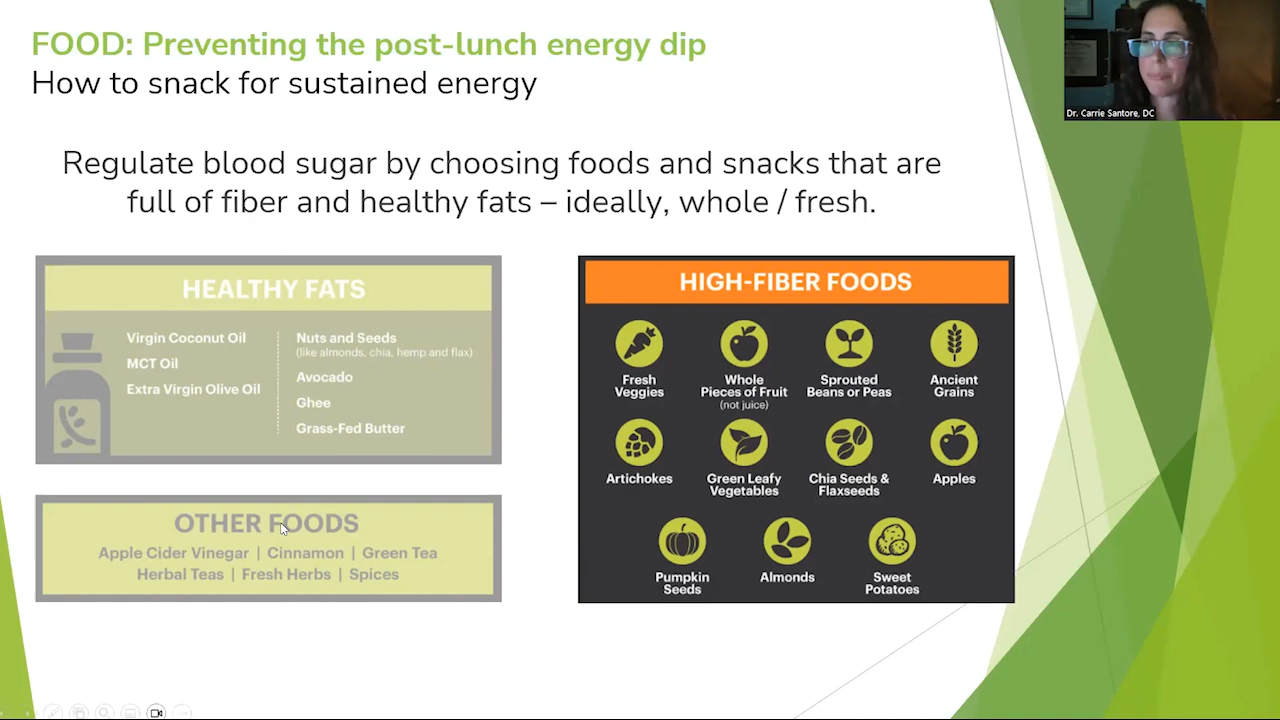 FOOD: Preventing the post-lunch energy dip
How to snack for sustained energy
Dr. Carrie Santore, DC
Regulate blood sugar by choosing foods and snacks that are
full of fiber and healthy fats – ideally, whole / fresh.
HEALTHY FATS
Virgin Coconut Oil
MCT Oil
Extra Virgin Olive Oil
Nuts and Seeds
(like almonds, chia, hemp and flax)
Avocado
Ghee
Grass-Fed Butter
OTHER FOODS
Apple Cider Vinegar | Cinnamon | Green Tea
Herbal Teas | Fresh Herbs | Spices
HIGH-FIBER FOODS
Fresh
Veggies
Whole
Pieces of Fruit
(not juice)
Sprouted
Beans or Peas
Ancient
Grains
Artichokes
Green Leafy
Vegetables
Chia Seeds &
Flaxseeds
Apples
Pumpkin
Seeds
Almonds
Sweet
Potatoes